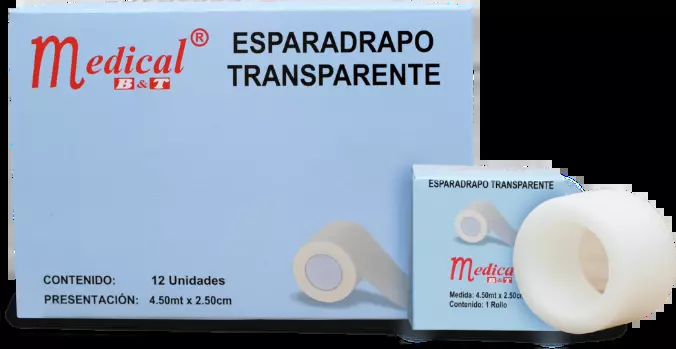 Medical®
B&T
ESPARADRAPO
TRANSPARENTE
CONTENIDO: 12 Unidades
PRESENTACIÓN: 4.50mt x 2.50cm
ESPARADRAPO TRANSPARENTE
Medical
B&T
Medida: 4.50mt x 2.50c
Contenido: 1 Rollo